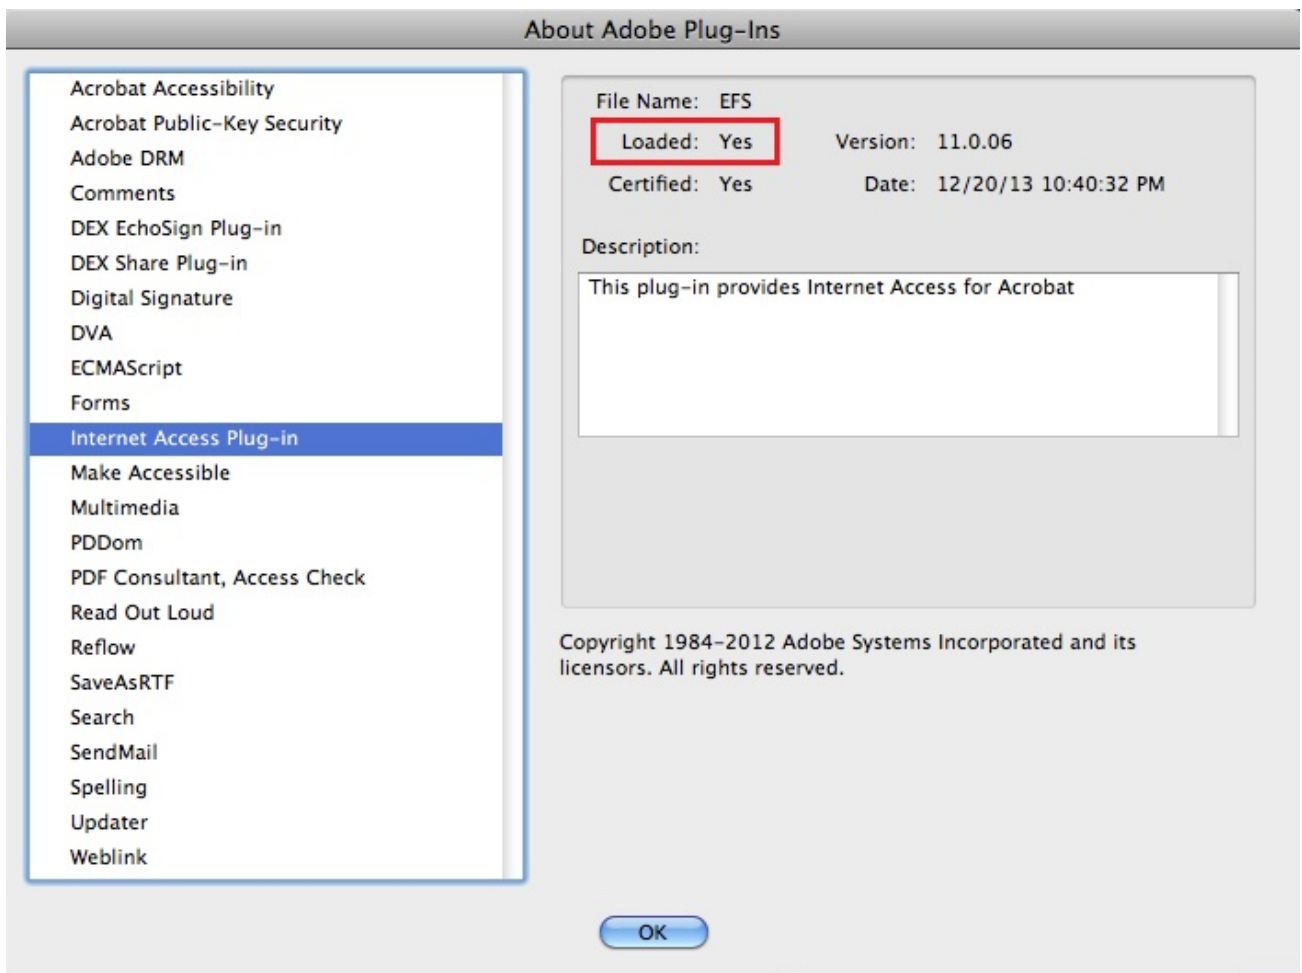 About Adobe Plug-Ins
Acrobat Accessibility
Acrobat Public-Key Security
Adobe DRM
Comments
DEX EchoSign Plug-in
DEX Share Plug-in
Digital Signature
DVA
ECMAScript
Forms
Internet Access Plug-in
Make Accessible
Multimedia
PDDom
PDF Consultant, Access Check
Read Out Loud
Reflow
SaveAsRTF
Search
SendMail
Spelling
Updater
Weblink
File Name: EFS
Loaded: Yes Version: 11.0.06
Certified: Yes Date: 12/20/13 10:40:32 PM
Description:
This plug-in provides Internet Access for Acrobat
Copyright 1984-2012 Adobe Systems Incorporated and its
licensors. All rights reserved.
OK